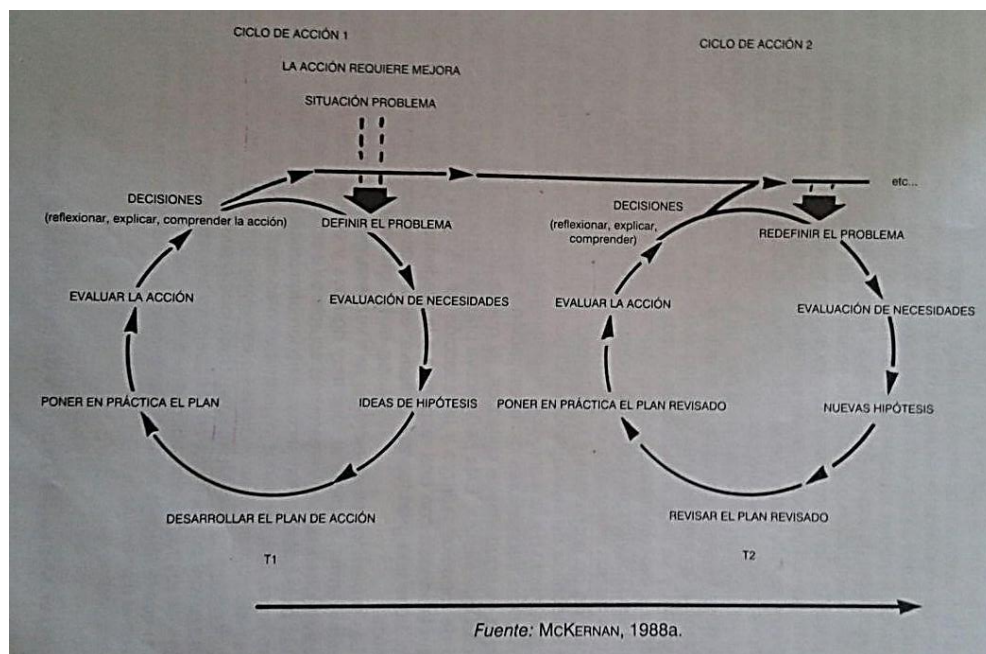 CICLO DE ACCIÓN 1
CICLO DE ACCIÓN 2
LA ACCIÓN REQUIERE MEJORA
SITUACIÓN PROBLEMA
DECISIONES
(reflexionar, explicar, comprender la acción)
DEFINIR EL PROBLEMA
EVALUACIÓN DE NECESIDADES
IDEAS DE HIPÓTESIS
DESARROLLAR EL PLAN DE ACCIÓN
PONER EN PRÁCTICA EL PLAN
EVALUAR LA ACCIÓN
T1
DECISIONES
(reflexionar, explicar,
comprender)
etc...
REDEFINIR EL PROBLEMA
EVALUACIÓN DE NECESIDADES
NUEVAS HIPÓTESIS
REVISAR EL PLAN REVISADO
PONER EN PRÁCTICA EL PLAN REVISADO
EVALUAR LA ACCIÓN
T2
Fuente: MCKERNAN, 1988a.